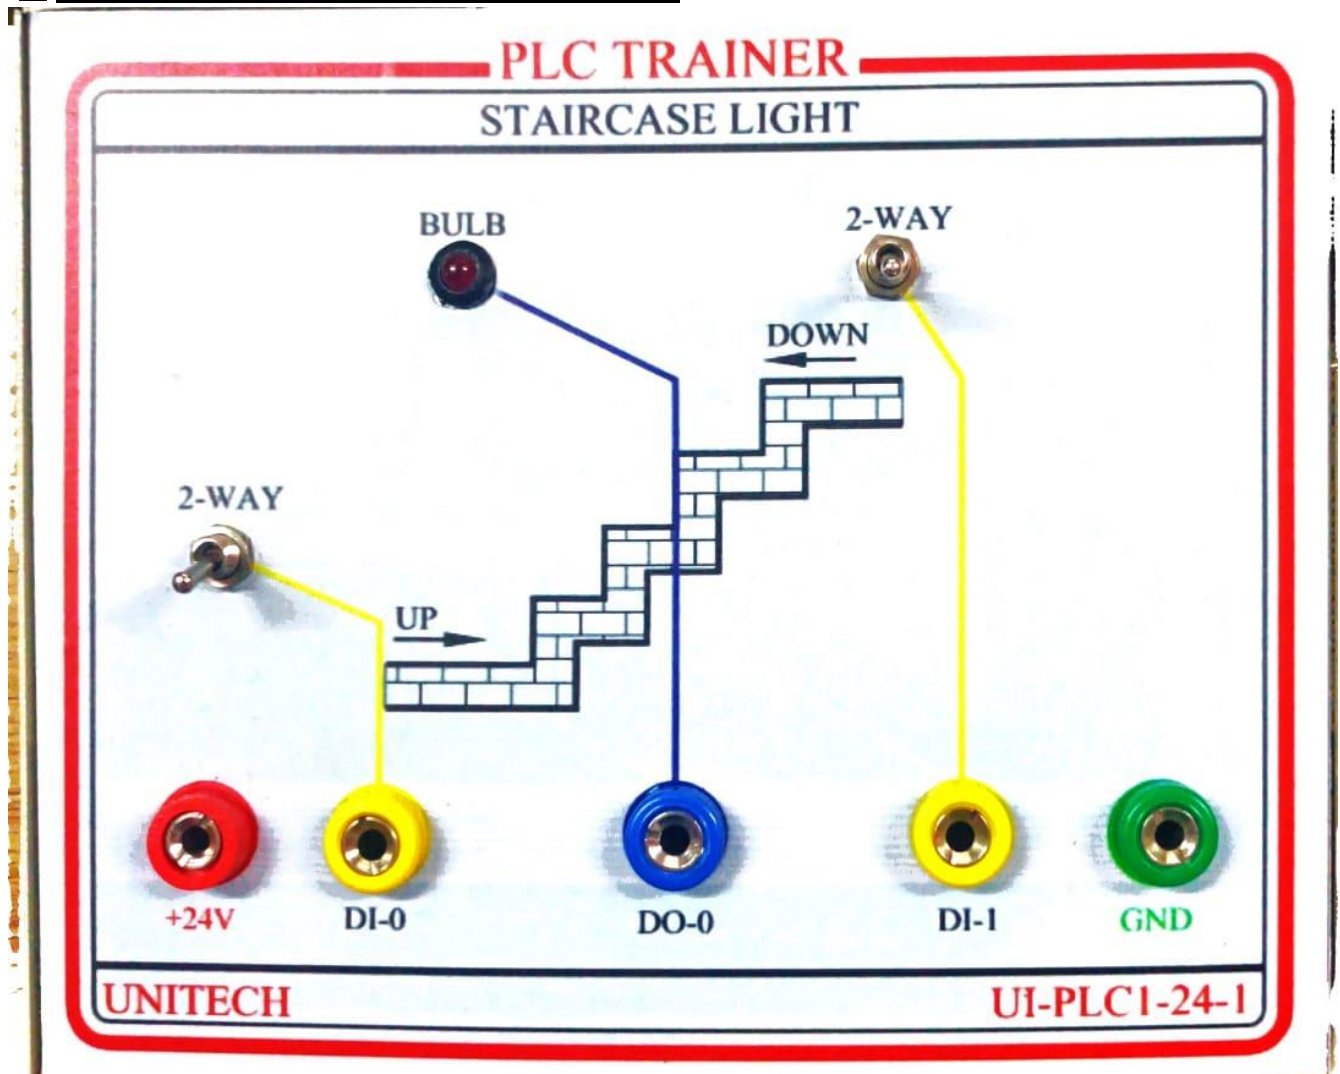 PLC TRAINER
STAIRCASE LIGHT
BULB
2-WAY
DOWN
2-WAY
UP
+24V
DI-0
DO-0
DI-1
GND
UNITECH
UI-PLC1-24-1